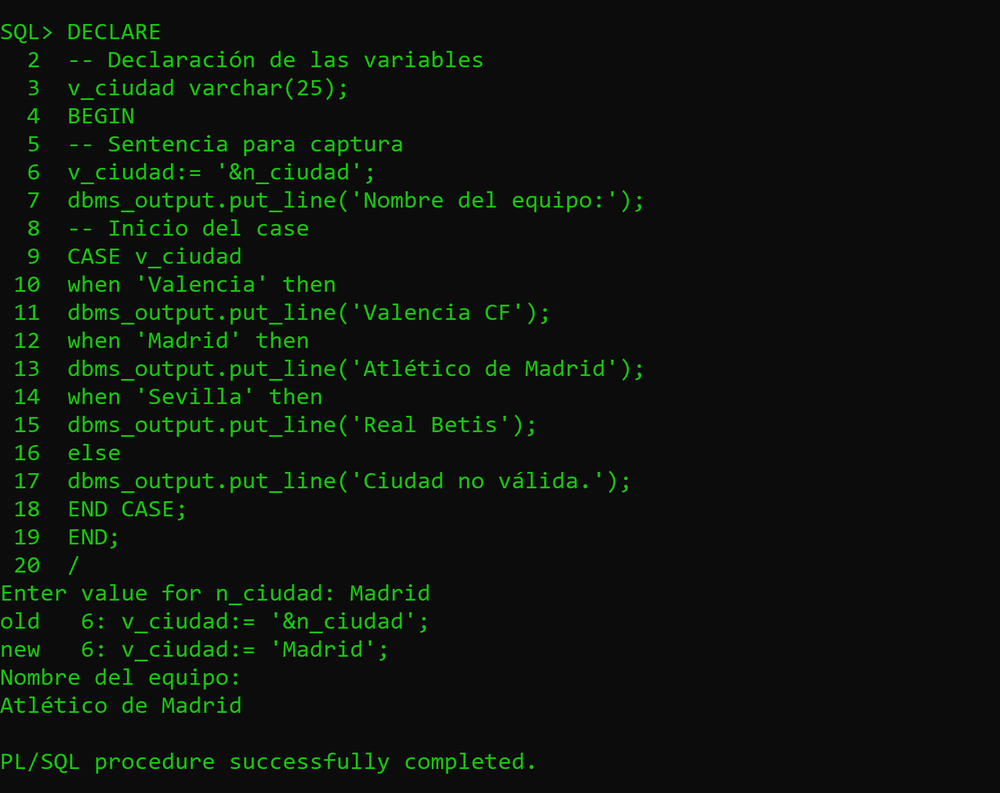 SQL> DECLARE
  2  -- Declaración de las variables
  3  v_ciudad varchar(25);
  4  BEGIN
  5  -- Sentencia para captura
  6  v_ciudad:= '&n_ciudad';
  7  dbms_output.put_line('Nombre del equipo:');
  8  -- Inicio del case
  9  CASE v_ciudad
 10  when 'Valencia' then
 11  dbms_output.put_line('Valencia CF');
 12  when 'Madrid' then
 13  dbms_output.put_line('Atlético de Madrid');
 14  when 'Sevilla' then
 15  dbms_output.put_line('Real Betis');
 16  else
 17  dbms_output.put_line('Ciudad no válida.');
 18  END CASE;
 19  END;
 20  /
Enter value for n_ciudad: Madrid
old   6: v_ciudad:= '&n_ciudad';
new   6: v_ciudad:= 'Madrid';
Nombre del equipo:
Atlético de Madrid
PL/SQL procedure successfully completed.